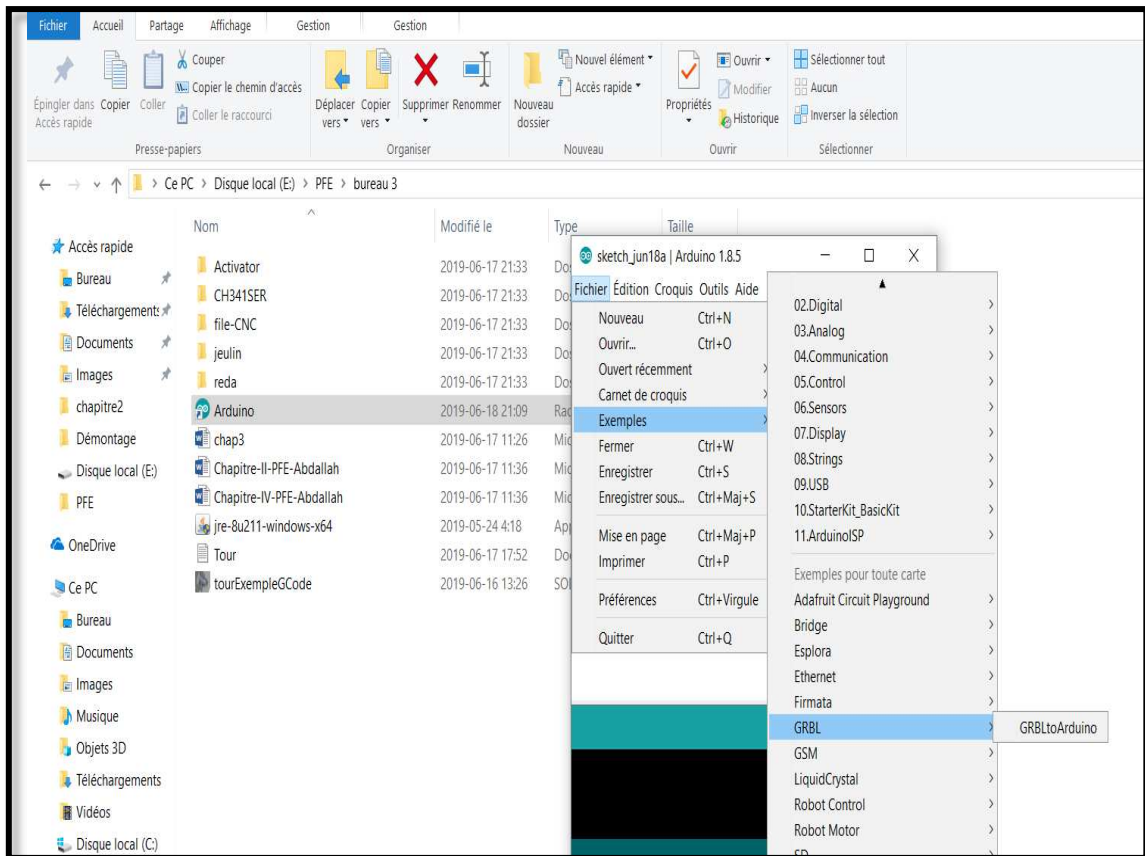 Fichier Accueil Partage Affichage Gestion Gestion
Épingler dans Accès rapide
Copier
Coller
Couper
Copier le chemin d'accès
Coller le raccourci
Presse-papiers
Déplacer vers
Copier vers
Supprimer
Renommer
Organiser
Nouveau dossier
Nouvel élément
Accès rapide
Nouveau
Propriétés
Ouvrir
Modifier
Historique
Ouvrir
Sélectionner tout
Aucun
Inverser la sélection
Sélectionner
Ce PC > Disque local (E:) > PFE > bureau 3
Accès rapide
Bureau
Téléchargements
Documents
Images
chapitre2
Démontage
Disque local (E:)
PFE
OneDrive
Ce PC
Bureau
Documents
Images
Musique
Objets 3D
Téléchargements
Vidéos
Disque local (C:)
Nom Modifié le Type Taille
Activator 2019-06-17 21:33
CH341SER 2019-06-17 21:33
file-CNC 2019-06-17 21:33
jeulin 2019-06-17 21:33
reda 2019-06-17 21:33
Arduino 2019-06-18 21:09
chap3 2019-06-17 11:26
Chapitre-II-PFE-Abdallah 2019-06-17 11:36
Chapitre-IV-PFE-Abdallah 2019-06-17 11:36
jre-8u211-windows-x64 2019-05-24 4:18
Tour 2019-06-17 17:52
tourExempleGCode 2019-06-16 13:26
sketch_jun18a | Arduino 1.8.5
Fichier Édition Croquis Outils Aide
Nouveau Ctrl+N
Ouvrir... Ctrl+O
Ouvert récemment
Carnet de croquis
Exemples
Fermer Ctrl+W
Enregistrer Ctrl+S
Enregistrer sous... Ctrl+Maj+S
Mise en page Ctrl+Maj+P
Imprimer Ctrl+P
Préférences Ctrl+Virgule
Quitter Ctrl+Q
02.Digital
03.Analog
04.Communication
05.Control
06.Sensors
07.Display
08.Strings
09.USB
10.StarterKit_BasicKit
11.ArduinoISP
Exemples pour toute carte
Adafruit Circuit Playground
Bridge
Esplora
Ethernet
Firmata
GRBL
GSM
LiquidCrystal
Robot Control
Robot Motor
GRBLtoArduino